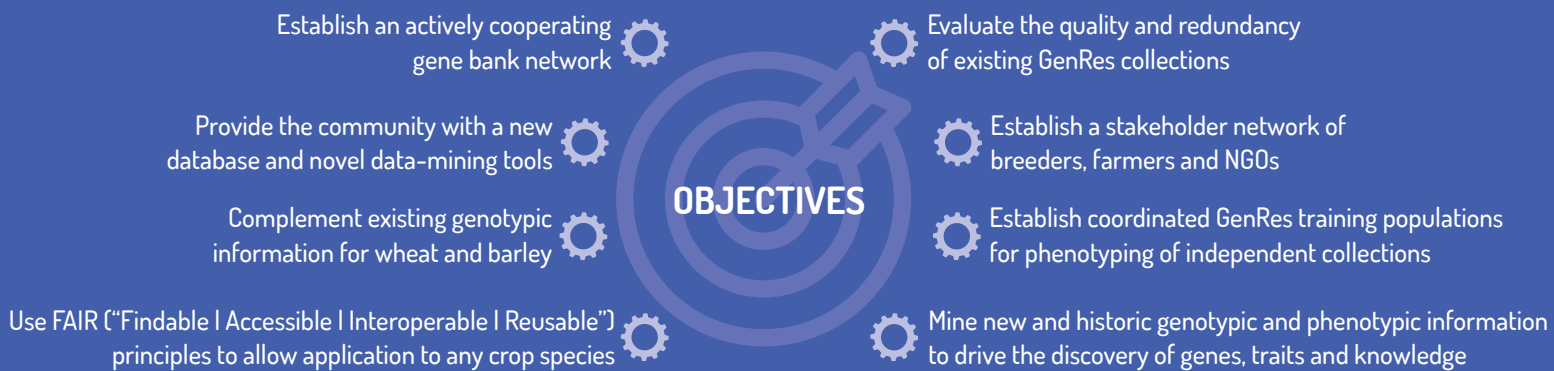 Establish an actively cooperating
gene bank network
Provide the community with a new
database and novel data-mining tools
Complement existing genotypic
information for wheat and barley
Use FAIR (“Findable | Accessible | Interoperable | Reusable”)
principles to allow application to any crop species
OBJECTIVES
Evaluate the quality and redundancy
of existing GenRes collections
Establish a stakeholder network of
breeders, farmers and NGOs
Establish coordinated GenRes training populations
for phenotyping of independent collections
Mine new and historic genotypic and phenotypic information
to drive the discovery of genes, traits and knowledge